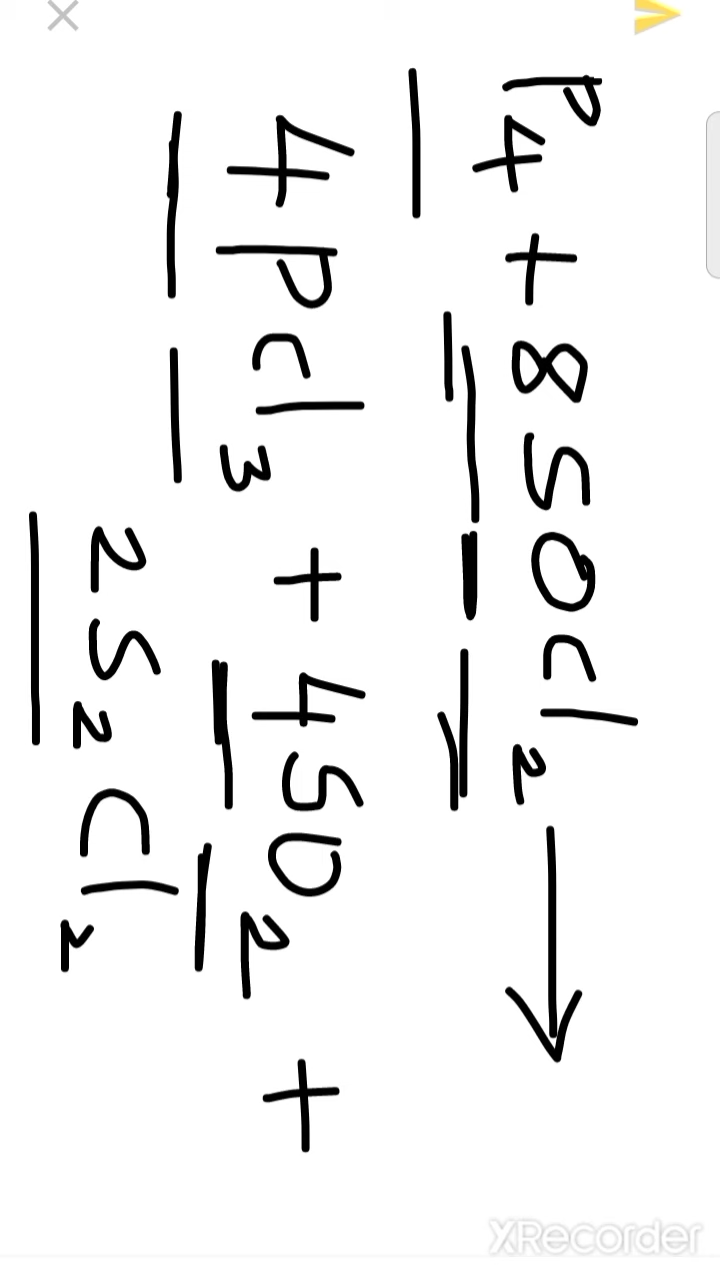 P4 + 8SOCl2 →
4PCl3 + 4SO2 +
2S2Cl2
XRecorder